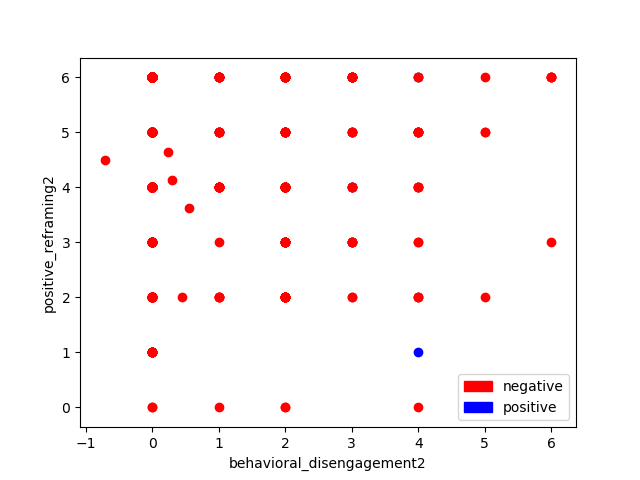 6
5
4
3
2
1
0
positive_reframing2
negative
positive
−1 0 1 2 3 4 5 6
behavioral_disengagement2